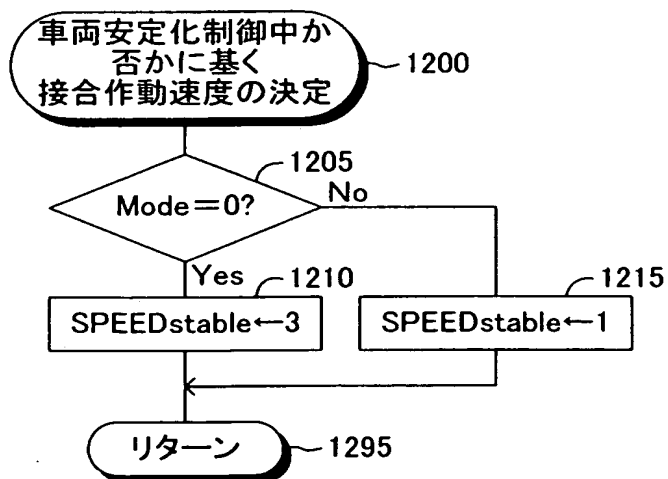 車両安定化制御中か
否かに基く
接合作動速度の決定
1200
1205
Mode=0?
No
Yes
1210
1215
SPEEDstable←3
SPEEDstable←1
リターン
1295